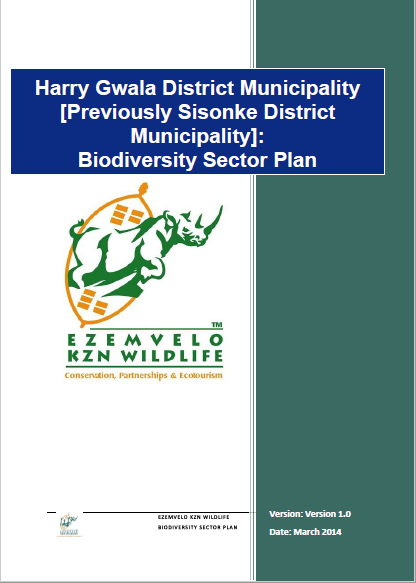 Harry Gwala District Municipality
[Previously Sisonke District
Municipality]:
Biodiversity Sector Plan
TM
EZEMVELO
KZN WILDLIFE
Conservation, Partnerships & Ecotourism
EZEMVELO KZN WILDLIFE
BIODIVERSITY SECTOR PLAN
Version: Version 1.0
Date: March 2014